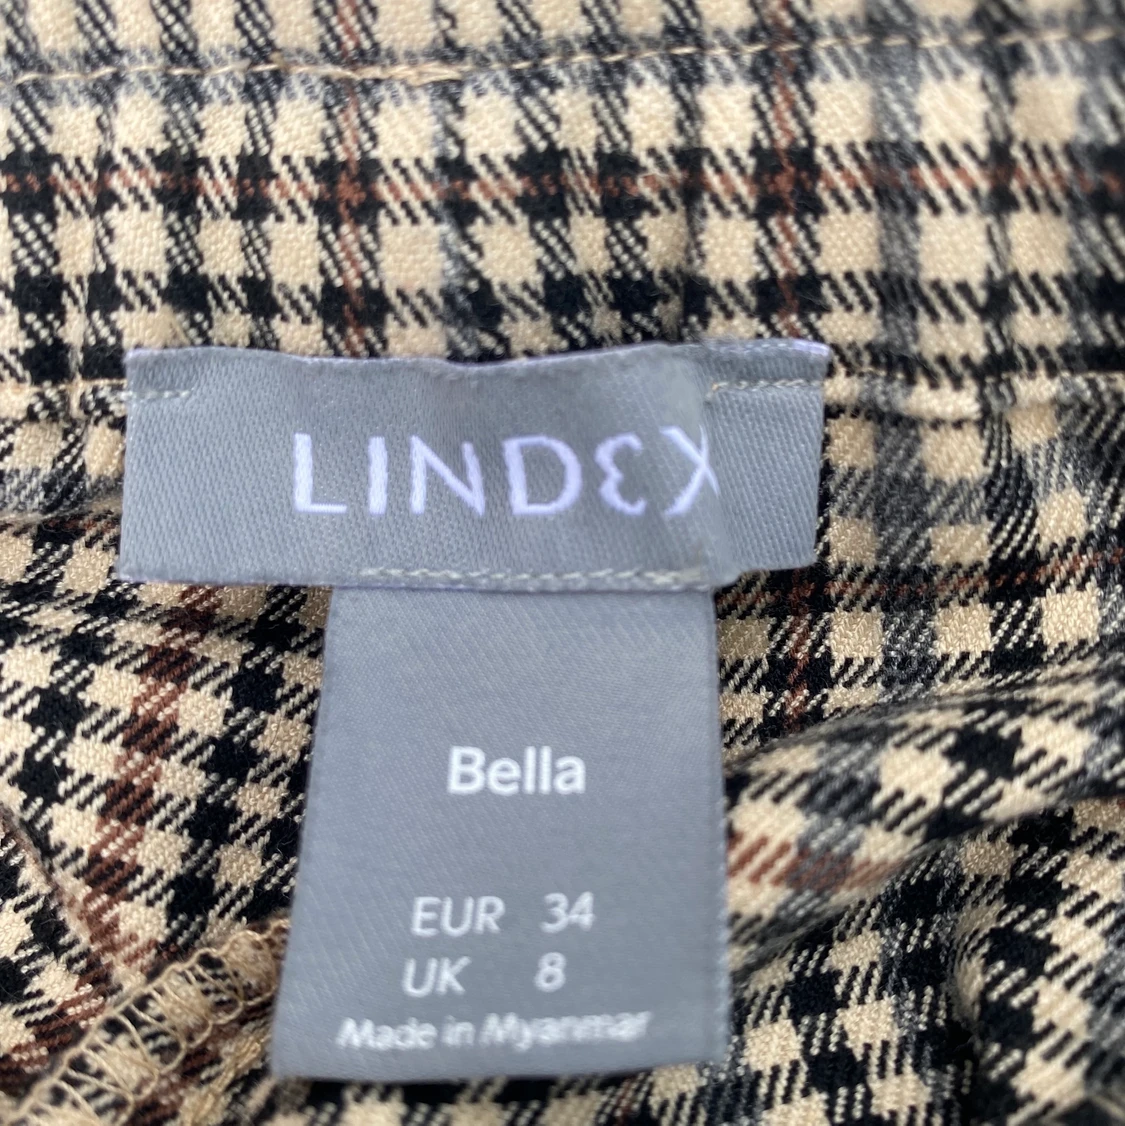 LINDEX
Bella
EUR 34
UK 8
Made in Myanmar